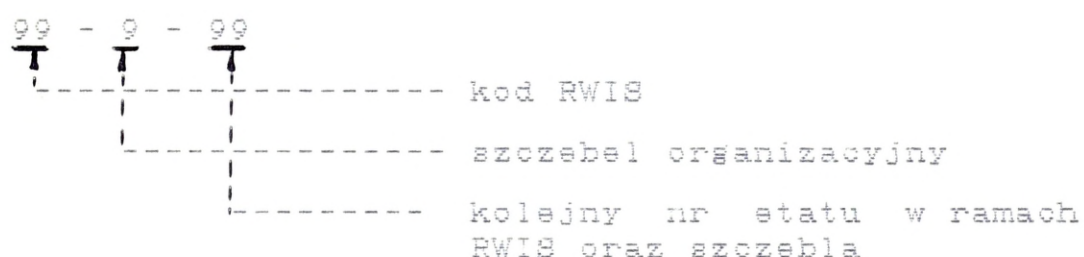 99 - 9 - 99
kod RWIS
szczebel organizacyjny
kolejny nr etatu w ramach
RWIS oraz szczebla